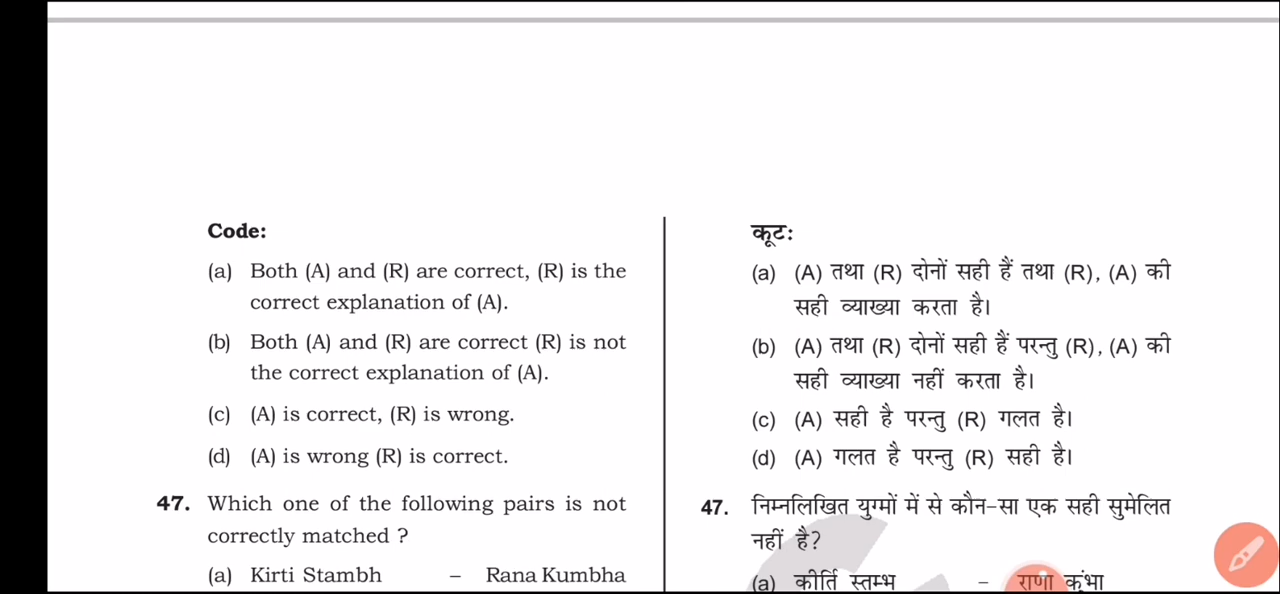 Code:
(a) Both (A) and (R) are correct, (R) is the
correct explanation of (A).
(b) Both (A) and (R) are correct (R) is not
the correct explanation of (A).
(c) (A) is correct, (R) is wrong.
(d) (A) is wrong (R) is correct.
47. Which one of the following pairs is not
correctly matched ?
(a) Kirti Stambh – Rana Kumbha
कूटः
(a) (A) तथा (R) दोनों सही हैं तथा (R), (A) की
सही व्याख्या करता है।
(b) (A) तथा (R) दोनों सही हैं परन्तु (R), (A) की
सही व्याख्या नहीं करता है।
(c) (A) सही है परन्तु (R) गलत है।
(d) (A) गलत है परन्तु (R) सही है।
47. निम्नलिखित युग्मों में से कौन-सा एक सही सुमेलित
नहीं है?
(a) कीर्ति स्तम्भ – राणा कुंभा